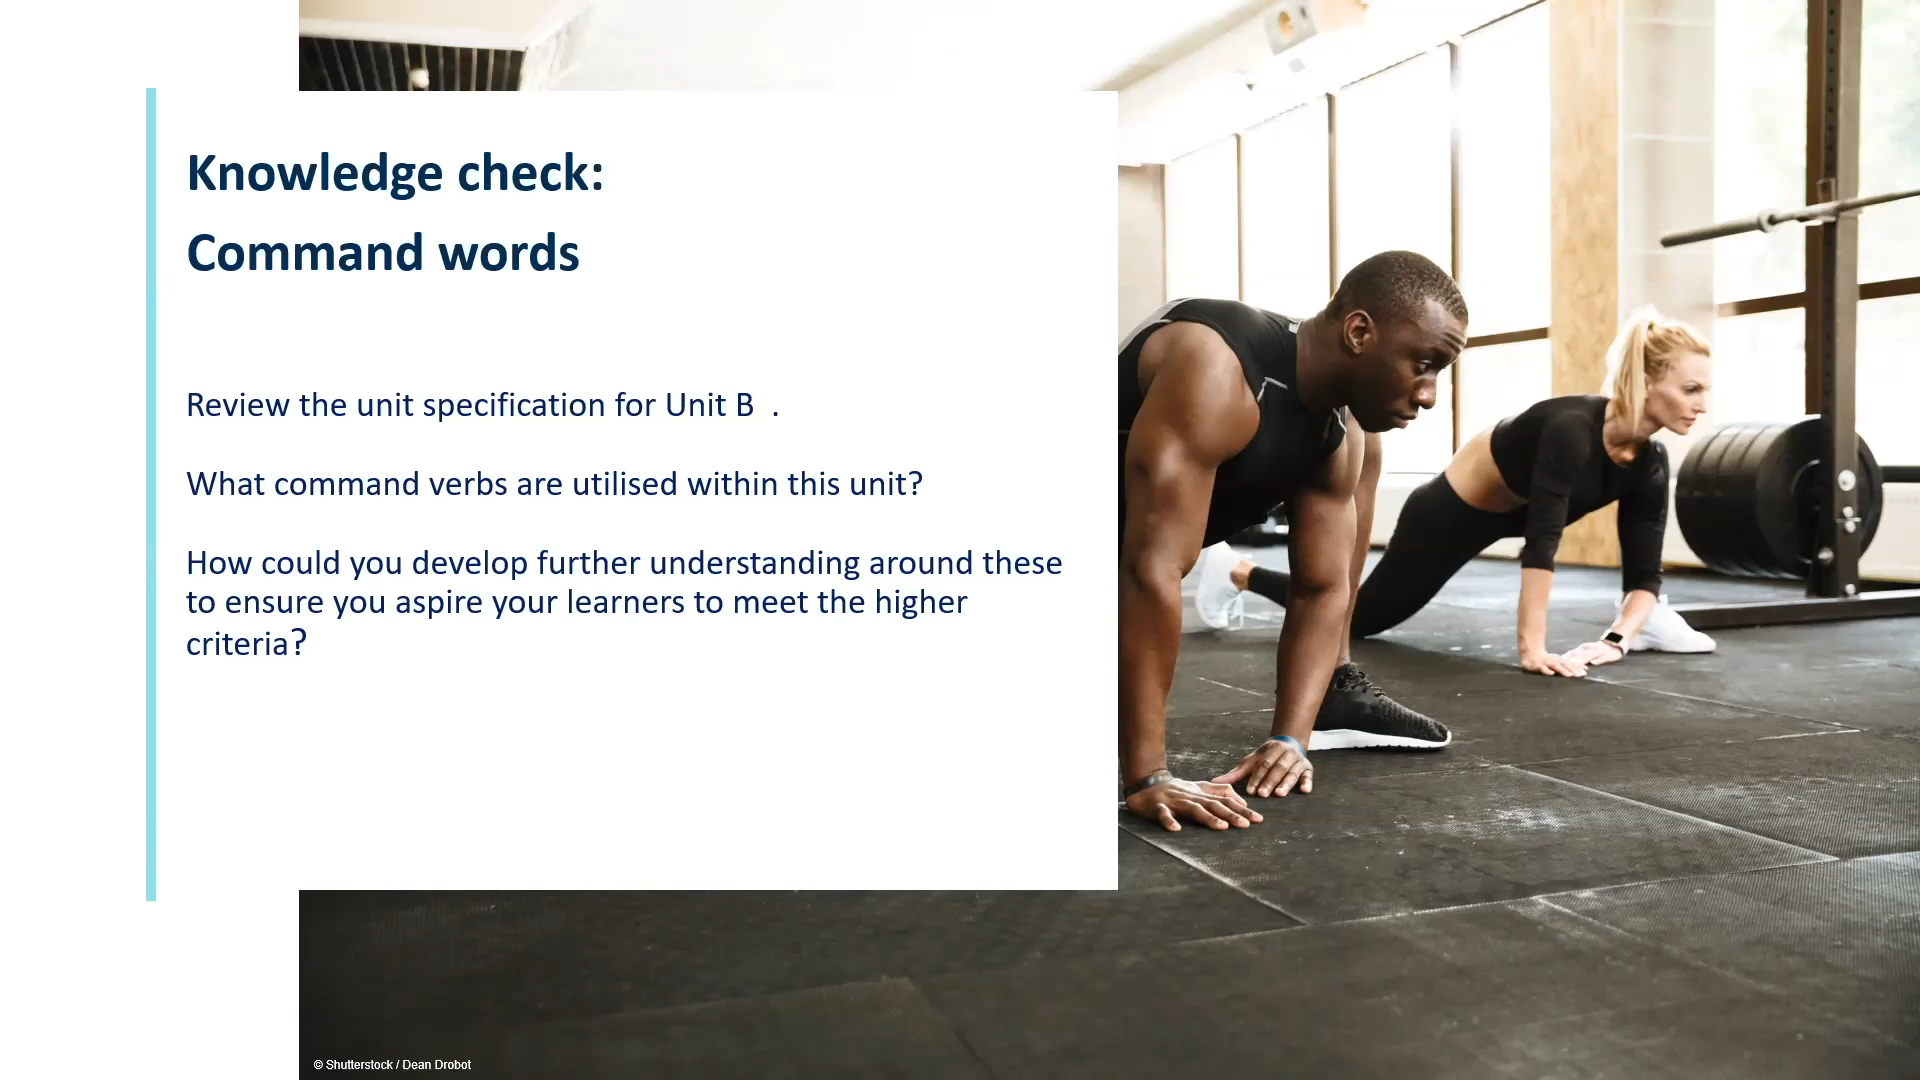 Knowledge check:
Command words
Review the unit specification for Unit B  .
What command verbs are utilised within this unit?
How could you develop further understanding around these
to ensure you aspire your learners to meet the higher
criteria?
© Shutterstock / Dean Drobot